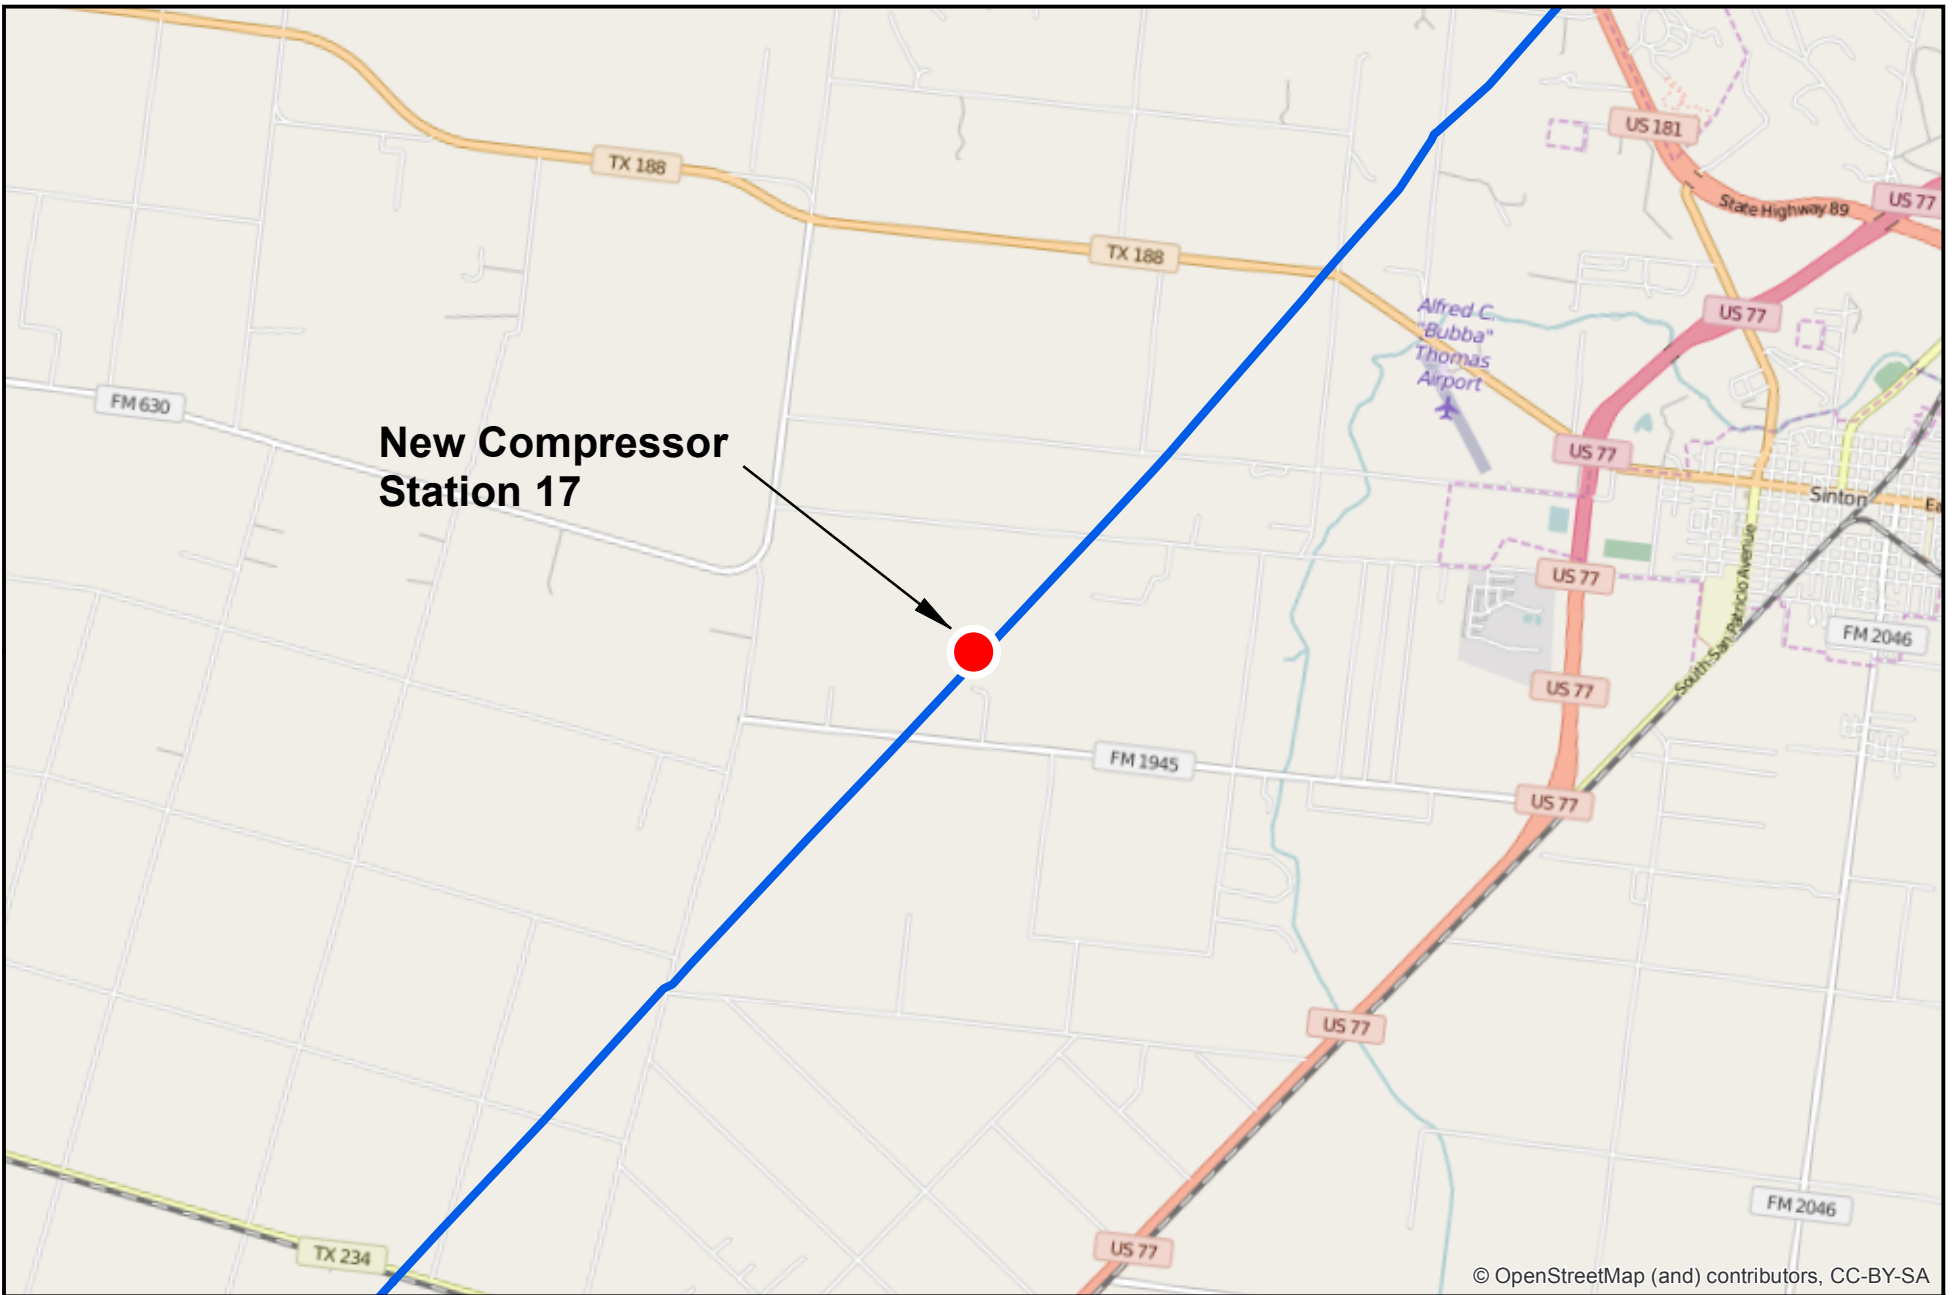 US 181
TX 188
State Highway 89
US 77
TX 188
Alfred C.
"Bubba"
Thomas
Airport
US 77
FM 630
New Compressor
Station 17
US 77
Sinton
US 77
South San Patricio Avenue
FM 2046
US 77
FM 1945
US 77
US 77
FM 2046
TX 234
US 77
© OpenStreetMap (and) contributors, CC-BY-SA